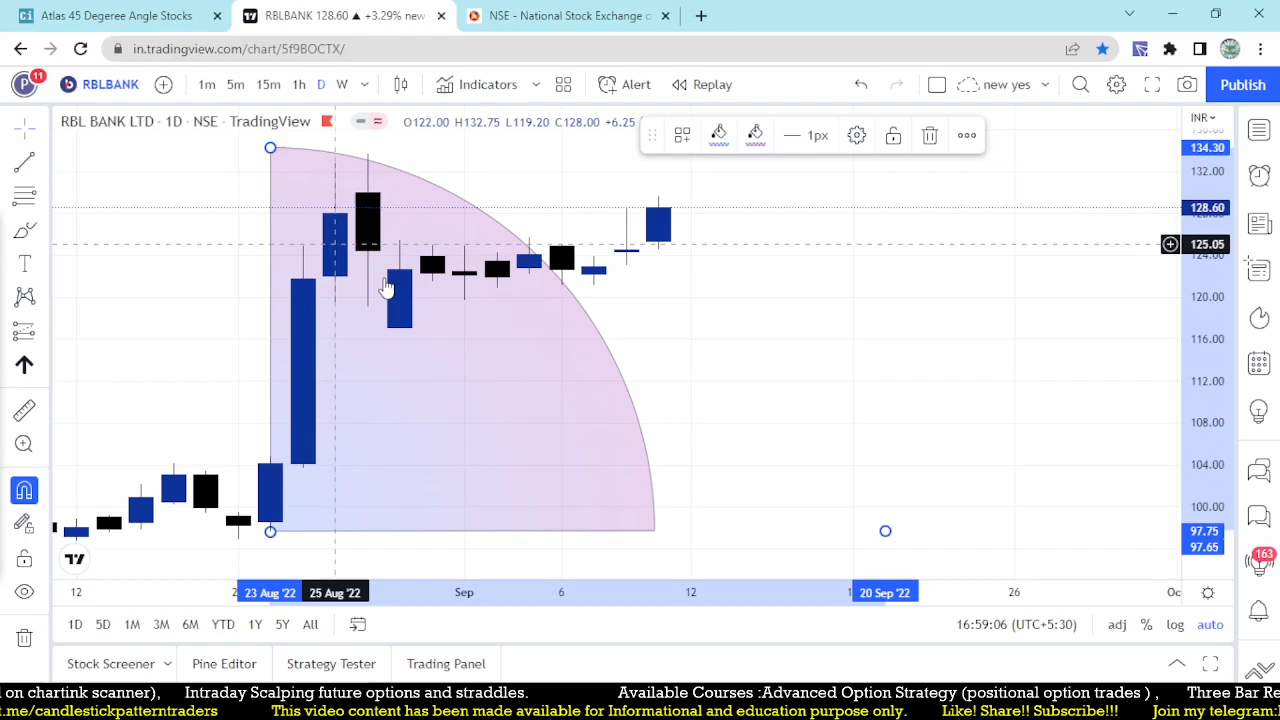 Atlas 45 Degree Angle Stocks
RBLBANK 128.60 ▲ +3.29% new
NSE - National Stock Exchange o
in.tradingview.com/chart/5f9BOCTX/
P 11
RBLBANK
1m 5m 15m 1h D W
Indicators
Alert
Replay
new yes
Publish
RBL BANK LTD · 1D · NSE · TradingView
O122.00 H132.75 L119.20 C128.00 +6.25
1px
INR
136.00
134.30
132.00
128.60
125.05
124.00
120.00
116.00
112.00
108.00
104.00
100.00
97.75
97.65
163
12
23 Aug '22
25 Aug '22
Sep
6
12
20 Sep '22
26
Oc
1D 5D 1M 3M 6M YTD 1Y 5Y All
16:59:06 (UTC+5:30)
adj % log auto
Stock Screener
Pine Editor
Strategy Tester
Trading Panel
d on chartink scanner), Intraday Scalping future options and straddles. Available Courses :Advanced Option Strategy (positional option trades ) , Three Bar Re
t.me/candlestickpatterntraders This video content has been made available for Informational and education purpose only. Like! Share!! Subscribe!!! Join my telegram: